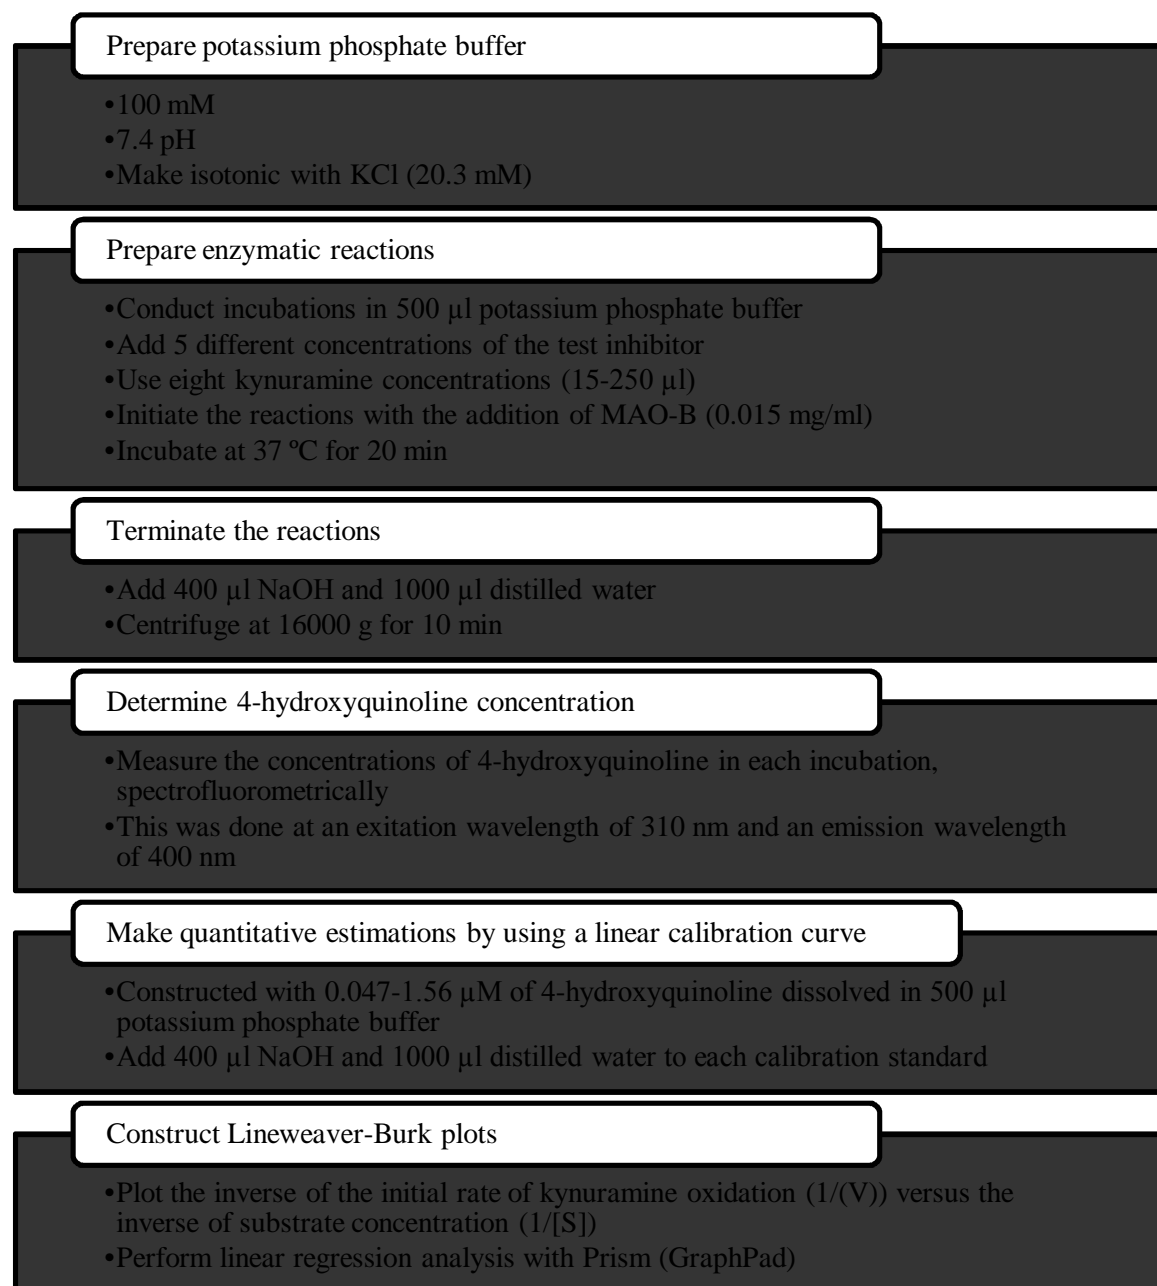 Prepare potassium phosphate buffer
•100 mM
•7.4 pH
•Make isotonic with KCl (20.3 mM)
Prepare enzymatic reactions
•Conduct incubations in 500 µl potassium phosphate buffer
•Add 5 different concentrations of the test inhibitor
•Use eight kynuramine concentrations (15-250 µl)
•Initiate the reactions with the addition of MAO-B (0.015 mg/ml)
•Incubate at 37 ºC for 20 min
Terminate the reactions
•Add 400 µl NaOH and 1000 µl distilled water
•Centrifuge at 16000 g for 10 min
Determine 4-hydroxyquinoline concentration
•Measure the concentrations of 4-hydroxyquinoline in each incubation,
spectrofluorometrically
•This was done at an exitation wavelength of 310 nm and an emission wavelength
of 400 nm
Make quantitative estimations by using a linear calibration curve
•Constructed with 0.047-1.56 µM of 4-hydroxyquinoline dissolved in 500 µl
potassium phosphate buffer
•Add 400 µl NaOH and 1000 µl distilled water to each calibration standard
Construct Lineweaver-Burk plots
•Plot the inverse of the initial rate of kynuramine oxidation (1/(V)) versus the
inverse of substrate concentration (1/[S])
•Perform linear regression analysis with Prism (GraphPad)